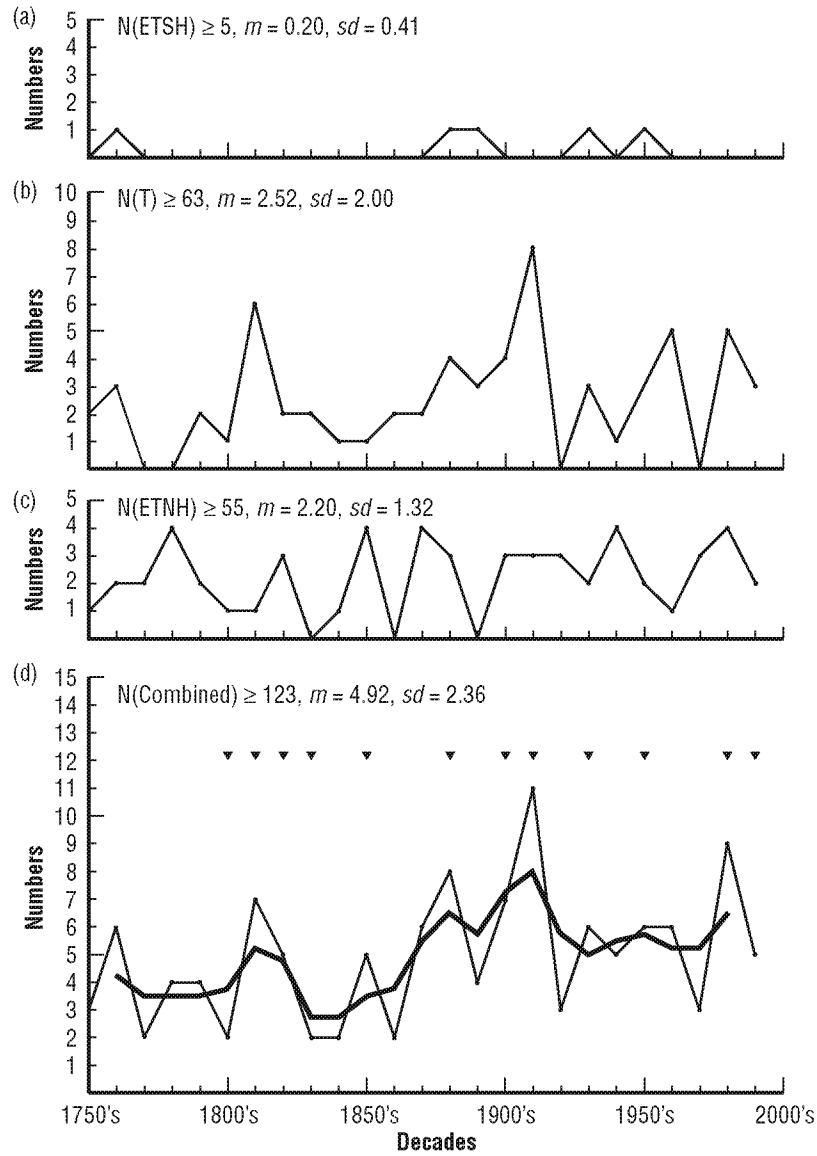 (a)
N(ETSH) ≥ 5, m = 0.20, sd = 0.41
Numbers
5
4
3
2
1
(b)
N(T) ≥ 63, m = 2.52, sd = 2.00
Numbers
10
9
8
7
6
5
4
3
2
1
(c)
N(ETNH) ≥ 55, m = 2.20, sd = 1.32
Numbers
5
4
3
2
1
(d)
N(Combined) ≥ 123, m = 4.92, sd = 2.36
Numbers
15
14
13
12
11
10
9
8
7
6
5
4
3
2
1
1750's 1800's 1850's 1900's 1950's 2000's
Decades